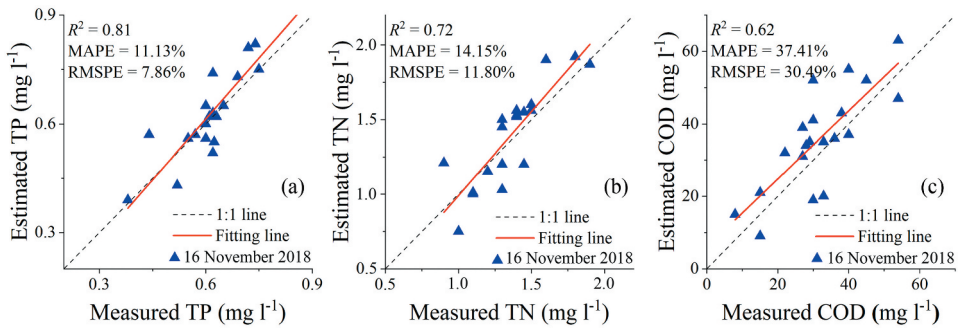 R² = 0.81
MAPE = 11.13%
RMSPE = 7.86%
(a)
1:1 line
Fitting line
16 November 2018
0.9
0.6
0.3
0.3
0.6
0.9
Estimated TP (mg l⁻¹)
Measured TP (mg l⁻¹)
R² = 0.72
MAPE = 14.15%
RMSPE = 11.80%
(b)
1:1 line
Fitting line
16 November 2018
2.0
1.5
1.0
0.5
0.5
1.0
1.5
2.0
Estimated TN (mg l⁻¹)
Measured TN (mg l⁻¹)
R² = 0.62
MAPE = 37.41%
RMSPE = 30.49%
(c)
1:1 line
Fitting line
16 November 2018
60
40
20
0
0
20
40
60
Estimated COD (mg l⁻¹)
Measured COD (mg l⁻¹)